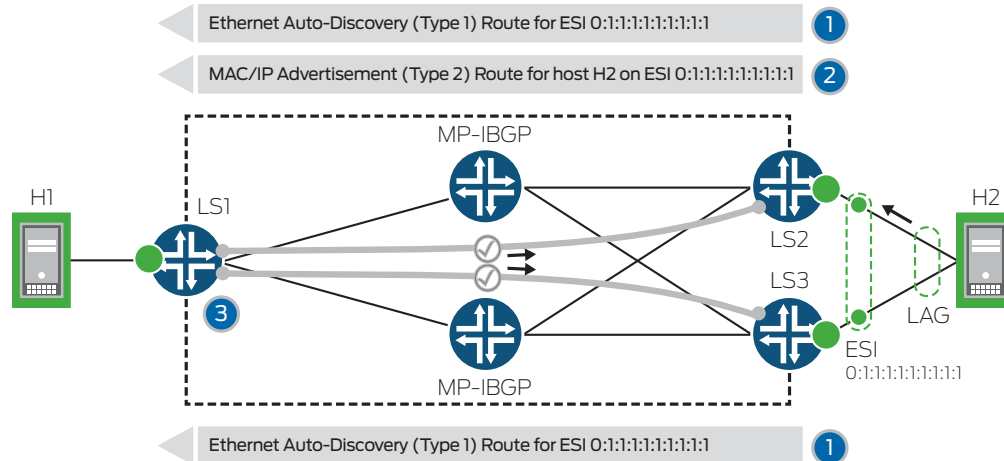 Ethernet Auto-Discovery (Type 1) Route for ESI 0:1:1:1:1:1:1:1:1:1
1
MAC/IP Advertisement (Type 2) Route for host H2 on ESI 0:1:1:1:1:1:1:1:1:1
2
MP-IBGP
H1
LS1
LS2
H2
3
LS3
LAG
ESI
0:1:1:1:1:1:1:1:1:1
MP-IBGP
Ethernet Auto-Discovery (Type 1) Route for ESI 0:1:1:1:1:1:1:1:1:1
1